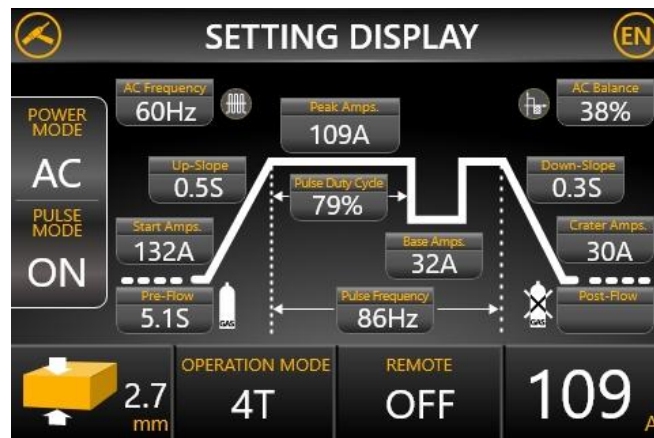 SETTING DISPLAY
EN
AC Frequency
60Hz
Peak Amps.
109A
AC Balance
38%
POWER
MODE
AC
PULSE
MODE
ON
Up-Slope
0.5S
Pulse Duty Cycle
79%
Down-Slope
0.3S
Start Amps.
132A
Base Amps.
32A
Crater Amps.
30A
Pre-Flow
5.1S
GAS
Pulse Frequency
86Hz
GAS
Post-Flow
2.7
mm
OPERATION MODE
4T
REMOTE
OFF
109
A